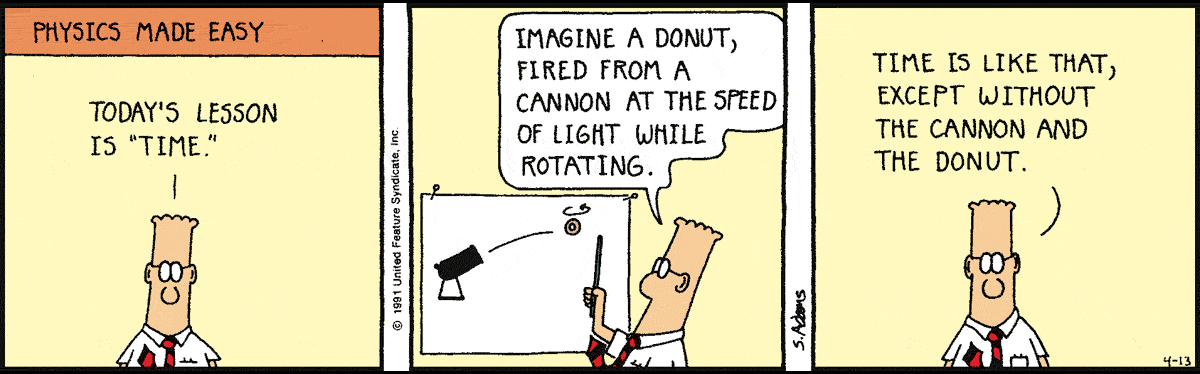 PHYSICS MADE EASY
TODAY'S LESSON
IS "TIME."
© 1991 United Feature Syndicate, Inc.
IMAGINE A DONUT,
FIRED FROM A
CANNON AT THE SPEED
OF LIGHT WHILE
ROTATING.
S. Adams
TIME IS LIKE THAT,
EXCEPT WITHOUT
THE CANNON AND
THE DONUT.
4-13